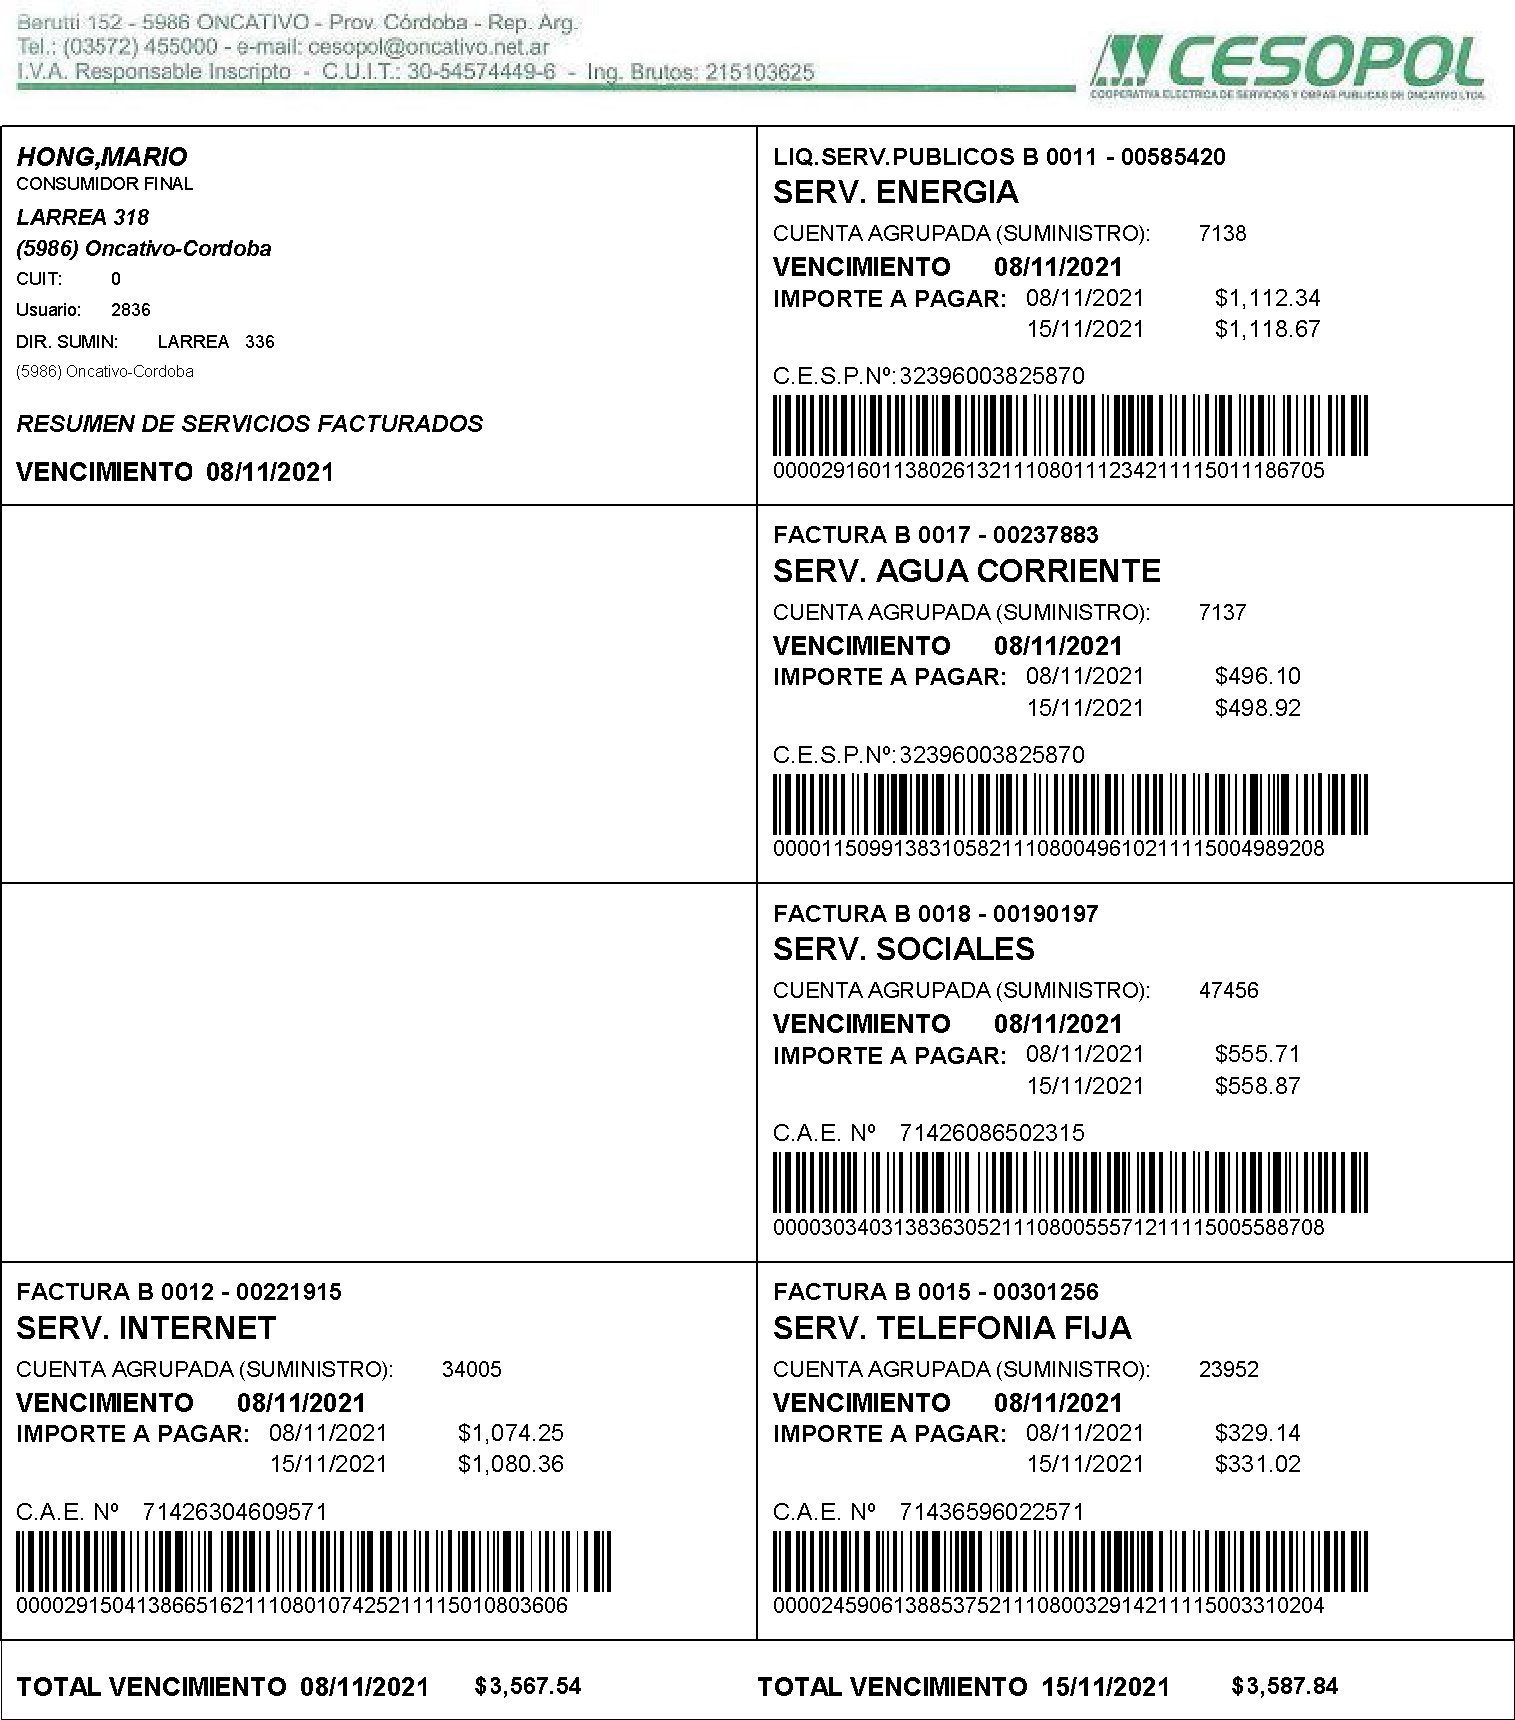 Berutti 152 - 5986 ONCATIVO - Prov. Córdoba - Rep. Arg.
Tel.: (03572) 455000 - e-mail: cesopol@oncativo.net.ar
I.V.A. Responsable Inscripto - C.U.I.T.: 30-54574449-6 - Ing. Brutos: 215103625
CESOPOL
COOPERATIVA ELECTRICA DE SERVICIOS Y OBRAS PUBLICAS DE ONCATIVO LTDA.
HONG,MARIO
CONSUMIDOR FINAL
LARREA 318
(5986) Oncativo-Cordoba
CUIT: 0
Usuario: 2836
DIR. SUMIN: LARREA 336
(5986) Oncativo-Cordoba
RESUMEN DE SERVICIOS FACTURADOS
VENCIMIENTO 08/11/2021
LIQ.SERV.PUBLICOS B 0011 - 00585420
SERV. ENERGIA
CUENTA AGRUPADA (SUMINISTRO): 7138
VENCIMIENTO 08/11/2021
IMPORTE A PAGAR: 08/11/2021 $1,112.34
15/11/2021 $1,118.67
C.E.S.P.Nº: 32396003825870
0000291601138026132111080111234211115011186705
FACTURA B 0017 - 00237883
SERV. AGUA CORRIENTE
CUENTA AGRUPADA (SUMINISTRO): 7137
VENCIMIENTO 08/11/2021
IMPORTE A PAGAR: 08/11/2021 $496.10
15/11/2021 $498.92
C.E.S.P.Nº: 32396003825870
0000115099138310582111080049610211115004989208
FACTURA B 0018 - 00190197
SERV. SOCIALES
CUENTA AGRUPADA (SUMINISTRO): 47456
VENCIMIENTO 08/11/2021
IMPORTE A PAGAR: 08/11/2021 $555.71
15/11/2021 $558.87
C.A.E. Nº 71426086502315
0000303403138363052111080055571211115005588708
FACTURA B 0012 - 00221915
SERV. INTERNET
CUENTA AGRUPADA (SUMINISTRO): 34005
VENCIMIENTO 08/11/2021
IMPORTE A PAGAR: 08/11/2021 $1,074.25
15/11/2021 $1,080.36
C.A.E. Nº 71426304609571
0000291504138665162111080107425211115010803606
FACTURA B 0015 - 00301256
SERV. TELEFONIA FIJA
CUENTA AGRUPADA (SUMINISTRO): 23952
VENCIMIENTO 08/11/2021
IMPORTE A PAGAR: 08/11/2021 $329.14
15/11/2021 $331.02
C.A.E. Nº 71436596022571
0000245906138853752111080032914211115003310204
TOTAL VENCIMIENTO 08/11/2021 $3,567.54
TOTAL VENCIMIENTO 15/11/2021 $3,587.84